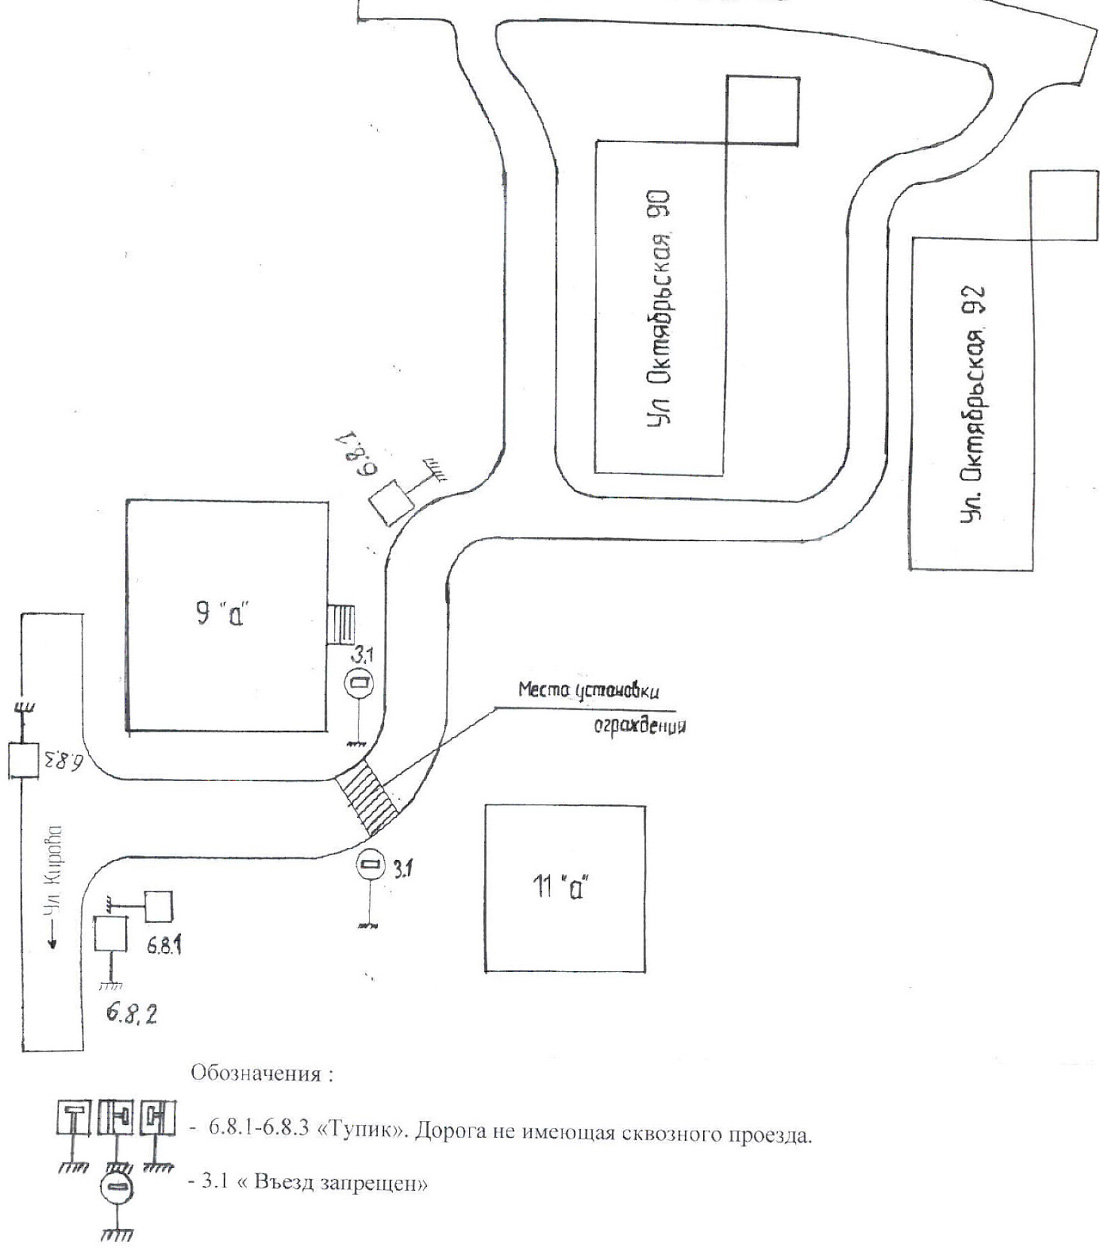 Ул Октябрьская 90
Ул. Октябрьская 92
6.8.1
9 "а"
3.1
Места установки
ограждений
6.8.3
Ул Кирова
3.1
11 "а"
6.8.1
6.8.2
Обозначения :
- 6.8.1-6.8.3 «Тупик». Дорога не имеющая сквозного проезда.
- 3.1 « Въезд запрещен»